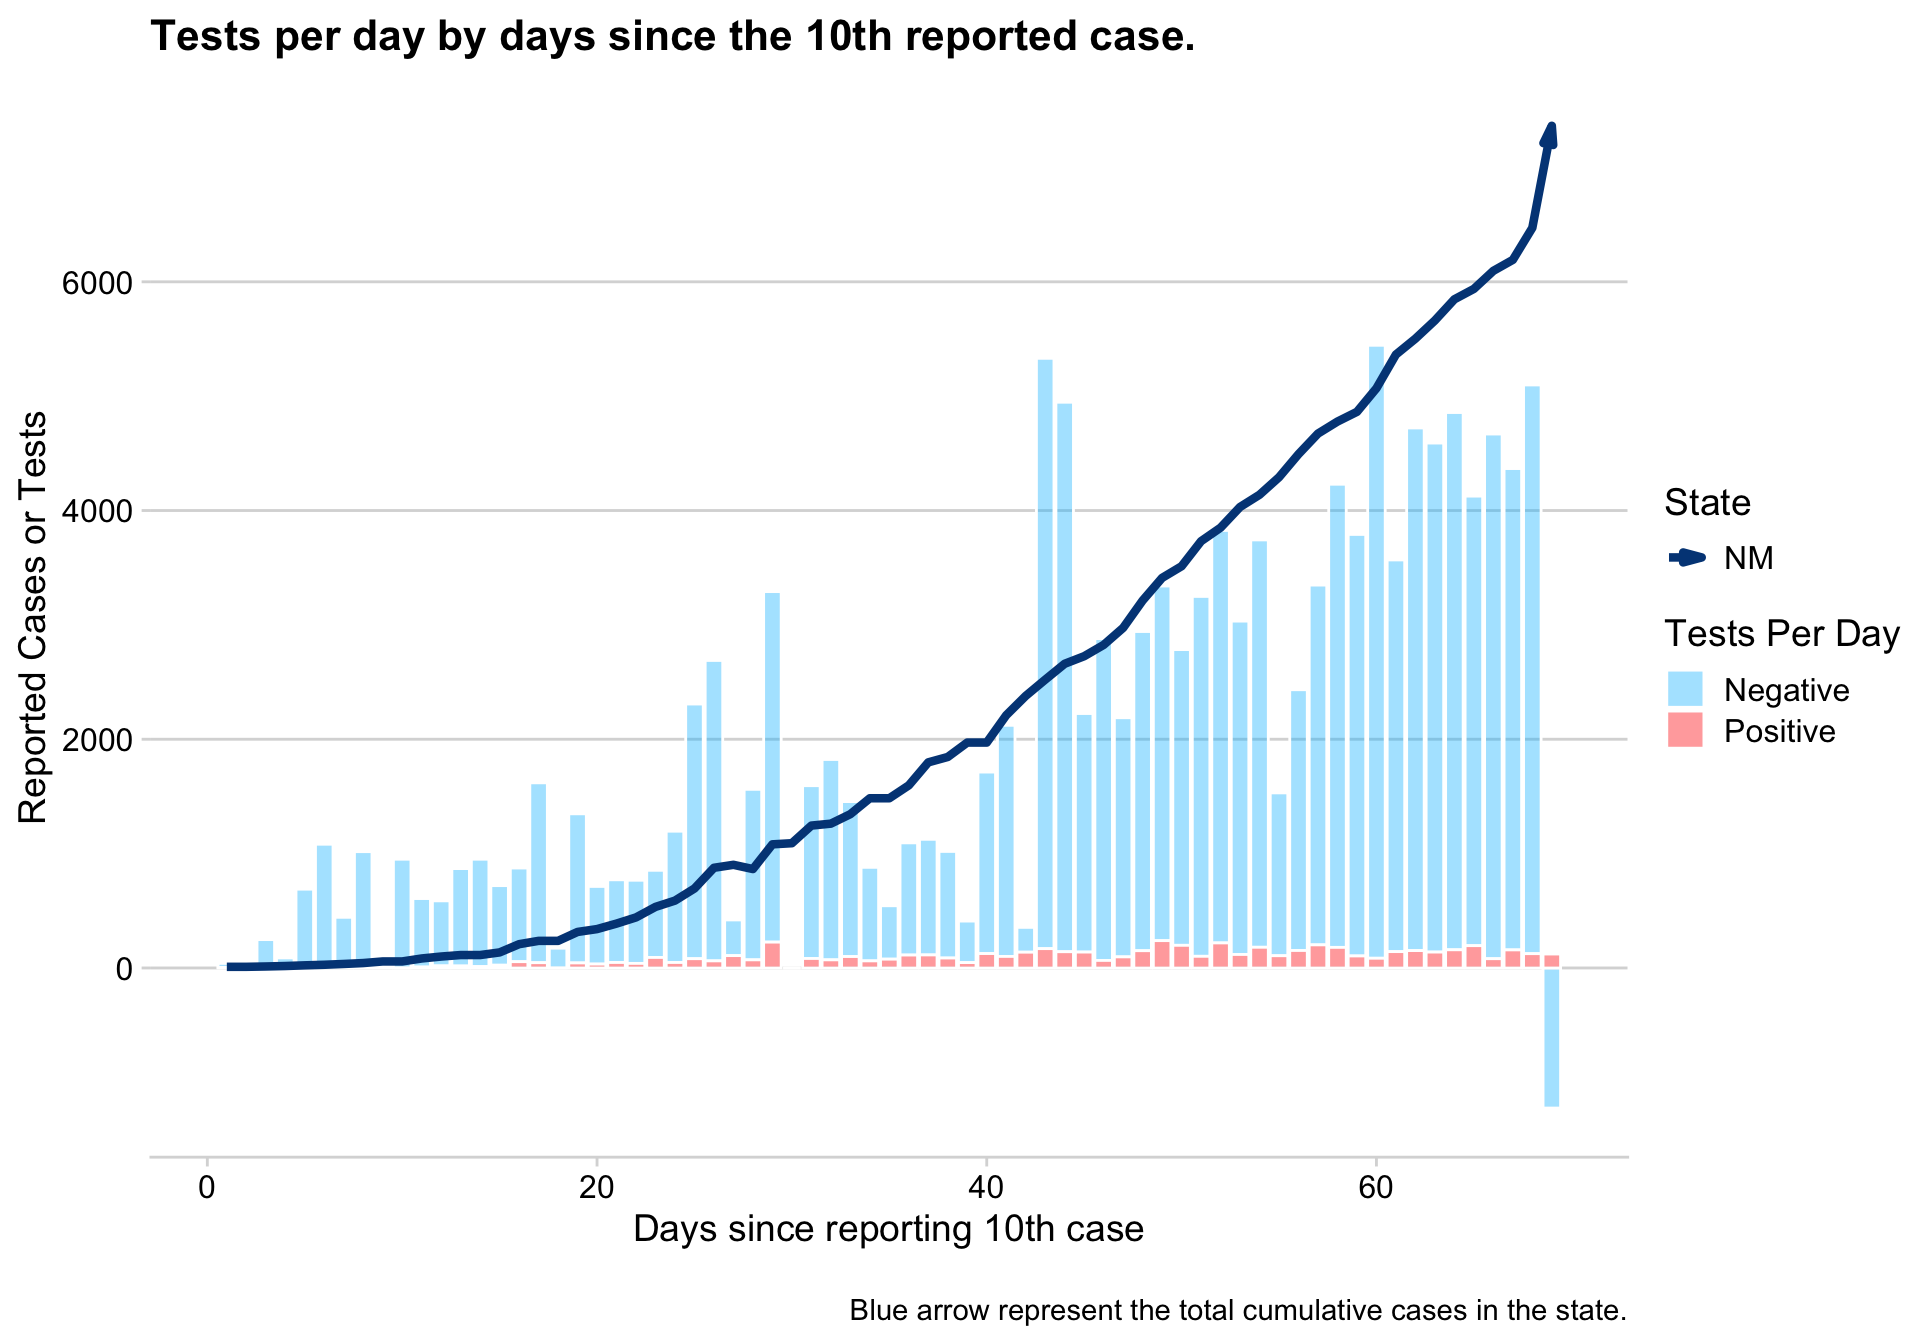 Tests per day by days since the 10th reported case.
6000
4000
2000
0
Reported Cases or Tests
0 20 40 60
Days since reporting 10th case
State
NM
Tests Per Day
Negative
Positive
Blue arrow represent the total cumulative cases in the state.